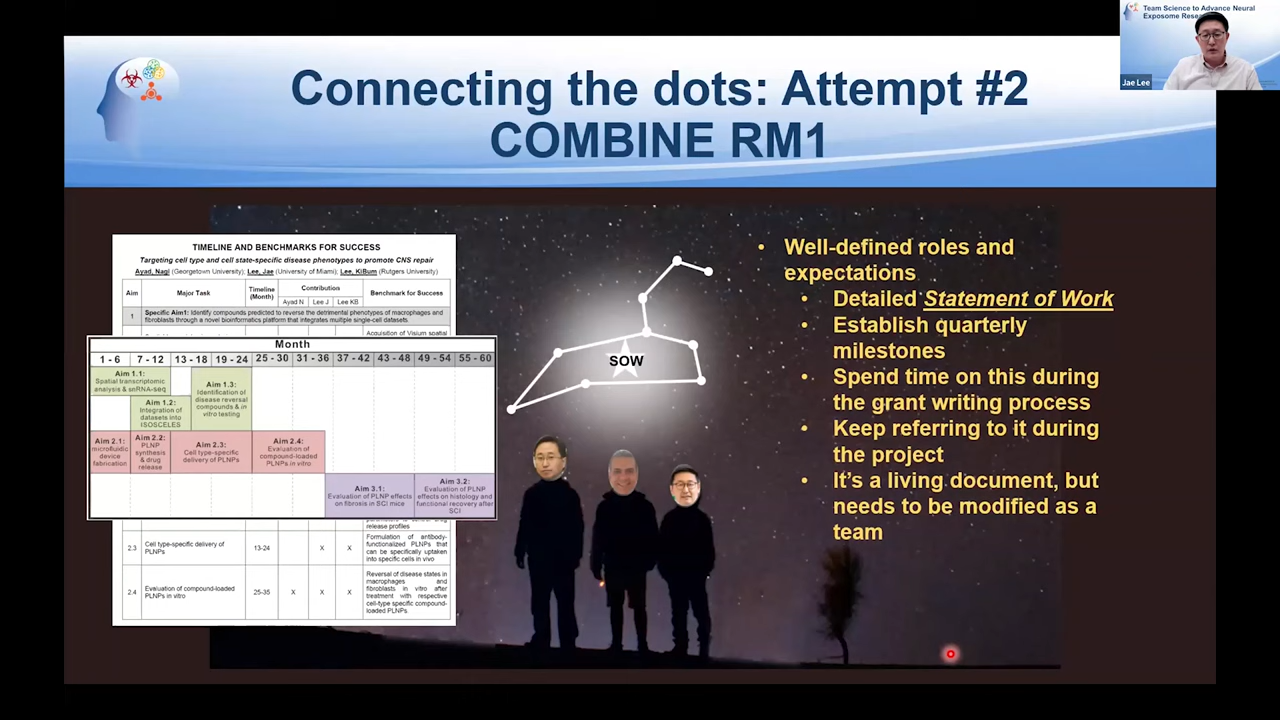 Team Science to Advance Neural
Jae Lee
Connecting the dots: Attempt #2
COMBINE RM1
TIMELINE AND BENCHMARKS FOR SUCCESS
Targeting cell type and cell state-specific disease phenotypes to promote CNS repair
Ayad, Nagi (Georgetown University), Lee, Jae (University of Miami), Lee, KiBum (Rutgers University)
Aim Major Task Timeline (Month) Contribution Benchmark for Success
Ayad N Lee J Lee KB
1 Specific Aim1: Identify compounds predicted to reverse the detrimental phenotypes of macrophages and
fibroblasts through a novel bioinformatics platform that integrates multiple single-cell datasets.
Acquisition of Visium spatial
Month
1 - 6 7 - 12 13 - 18 19 - 24 25 - 30 31 - 36 37 - 42 43 - 48 49 - 54 55 - 60
Aim 1.1:
Spatial transcriptomic
analysis & snRNA-seq
Aim 1.2:
Integration of
datasets into
ISOSCELES
Aim 1.3:
Identification of
disease reversal
compounds & in
vitro testing
Aim 2.1:
microfluidic
device
fabrication
Aim 2.2:
PLNP
synthesis
& drug
release
Aim 2.3:
Cell type-specific
delivery of PLNPs
Aim 2.4:
Evaluation of
compound-loaded
PLNPs in vitro
Aim 3.1:
Evaluation of PLNP effects
on fibrosis in SCI mice
Aim 3.2:
Evaluation of PLNP
effects on histology and
functional recovery after
SCI
release profiles
2.3 Cell type-specific delivery of
PLNPs
13-24 X X
Formulation of antibody-
functionalized PLNPs that
can be specifically uptaken
into specific cells in vivo
2.4 Evaluation of compound-loaded
PLNPs in vitro
25-35 X X X
Reversal of disease states in
macrophages and
fibroblasts in vitro after
treatment with respective
cell-type specific compound-
loaded PLNPs
SOW
• Well-defined roles and
expectations
• Detailed Statement of Work
• Establish quarterly
milestones
• Spend time on this during
the grant writing process
• Keep referring to it during
the project
• It's a living document, but
needs to be modified as a
team